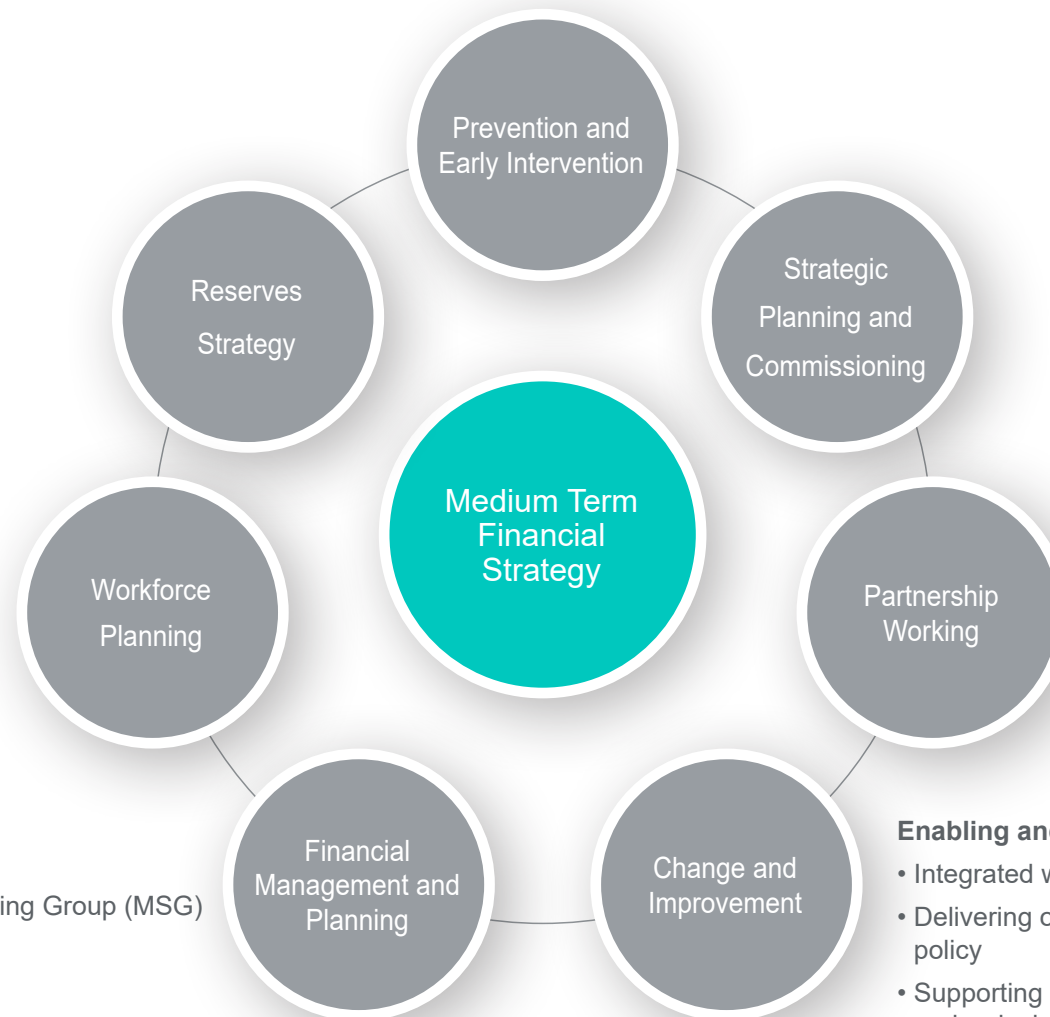 Prevention and
Early Intervention
Strategic
Planning and
Commissioning
Reserves
Strategy
Medium Term
Financial
Strategy
Workforce
Planning
Partnership
Working
Financial
Management and
Planning
Change and
Improvement
ing Group (MSG)
Enabling
• Integrated
• Delivering
policy
• Supporting